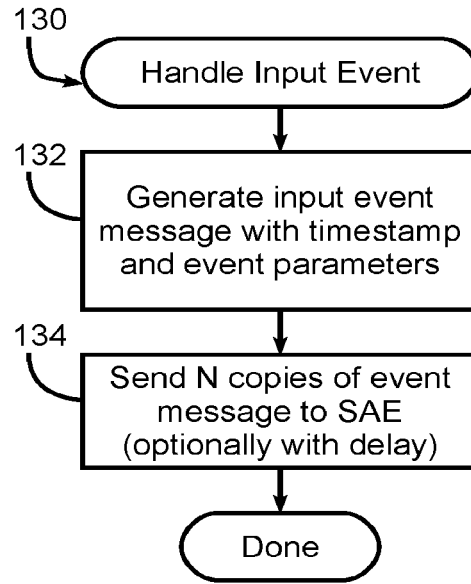 130
Handle Input Event
132
Generate input event
message with timestamp
and event parameters
134
Send N copies of event
message to SAE
(optionally with delay)
Done